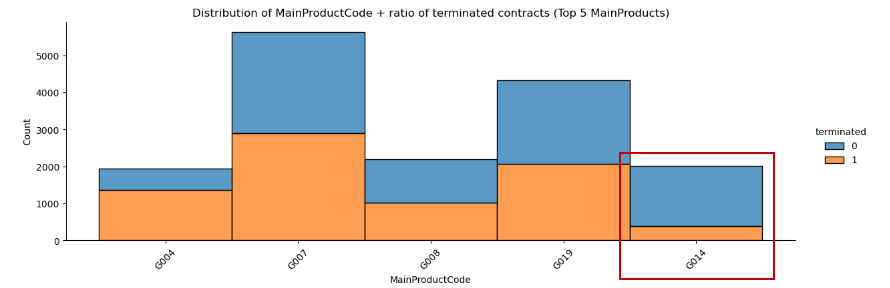 Distribution of MainProductCode + ratio of terminated contracts (Top 5 MainProducts)
5000
4000
3000
2000
1000
0
Count
terminated
0
1
G004
G007
G008
G019
G014
MainProductCode